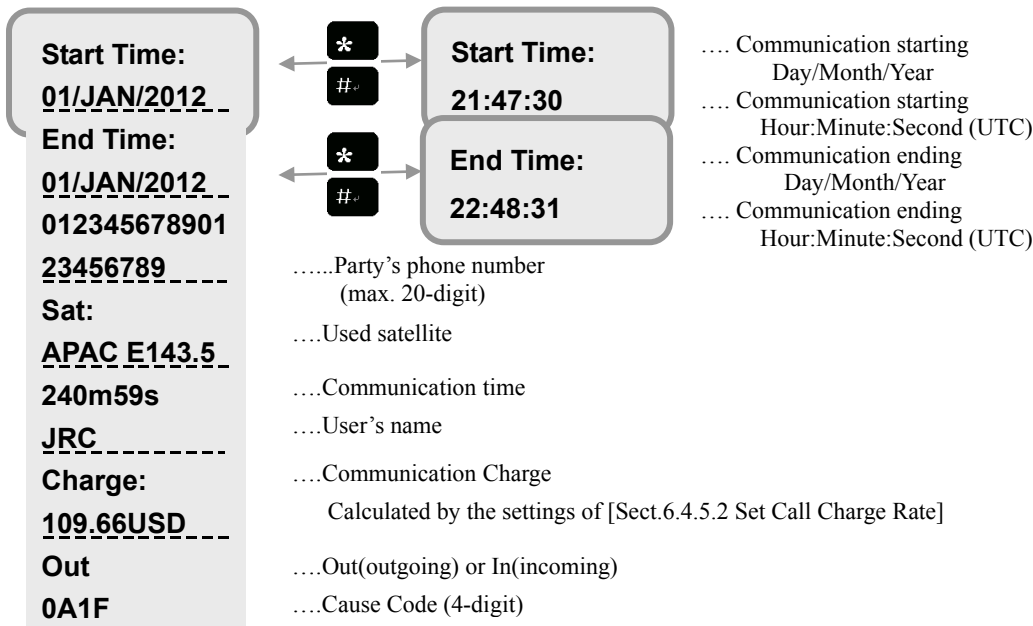 Start Time:
01/JAN/2012
End Time:
01/JAN/2012
012345678901
23456789
Sat:
APAC E143.5
240m59s
JRC
Charge:
109.66USD
Out
0A1F
*
#↵
*
#↵
Start Time:
21:47:30
End Time:
22:48:31
…. Communication starting
Day/Month/Year
…. Communication starting
Hour:Minute:Second (UTC)
…. Communication ending
Day/Month/Year
…. Communication ending
Hour:Minute:Second (UTC)
…...Party’s phone number
(max. 20-digit)
….Used satellite
….Communication time
….User’s name
….Communication Charge
Calculated by the settings of [Sect.6.4.5.2 Set Call Charge Rate]
….Out(outgoing) or In(incoming)
….Cause Code (4-digit)